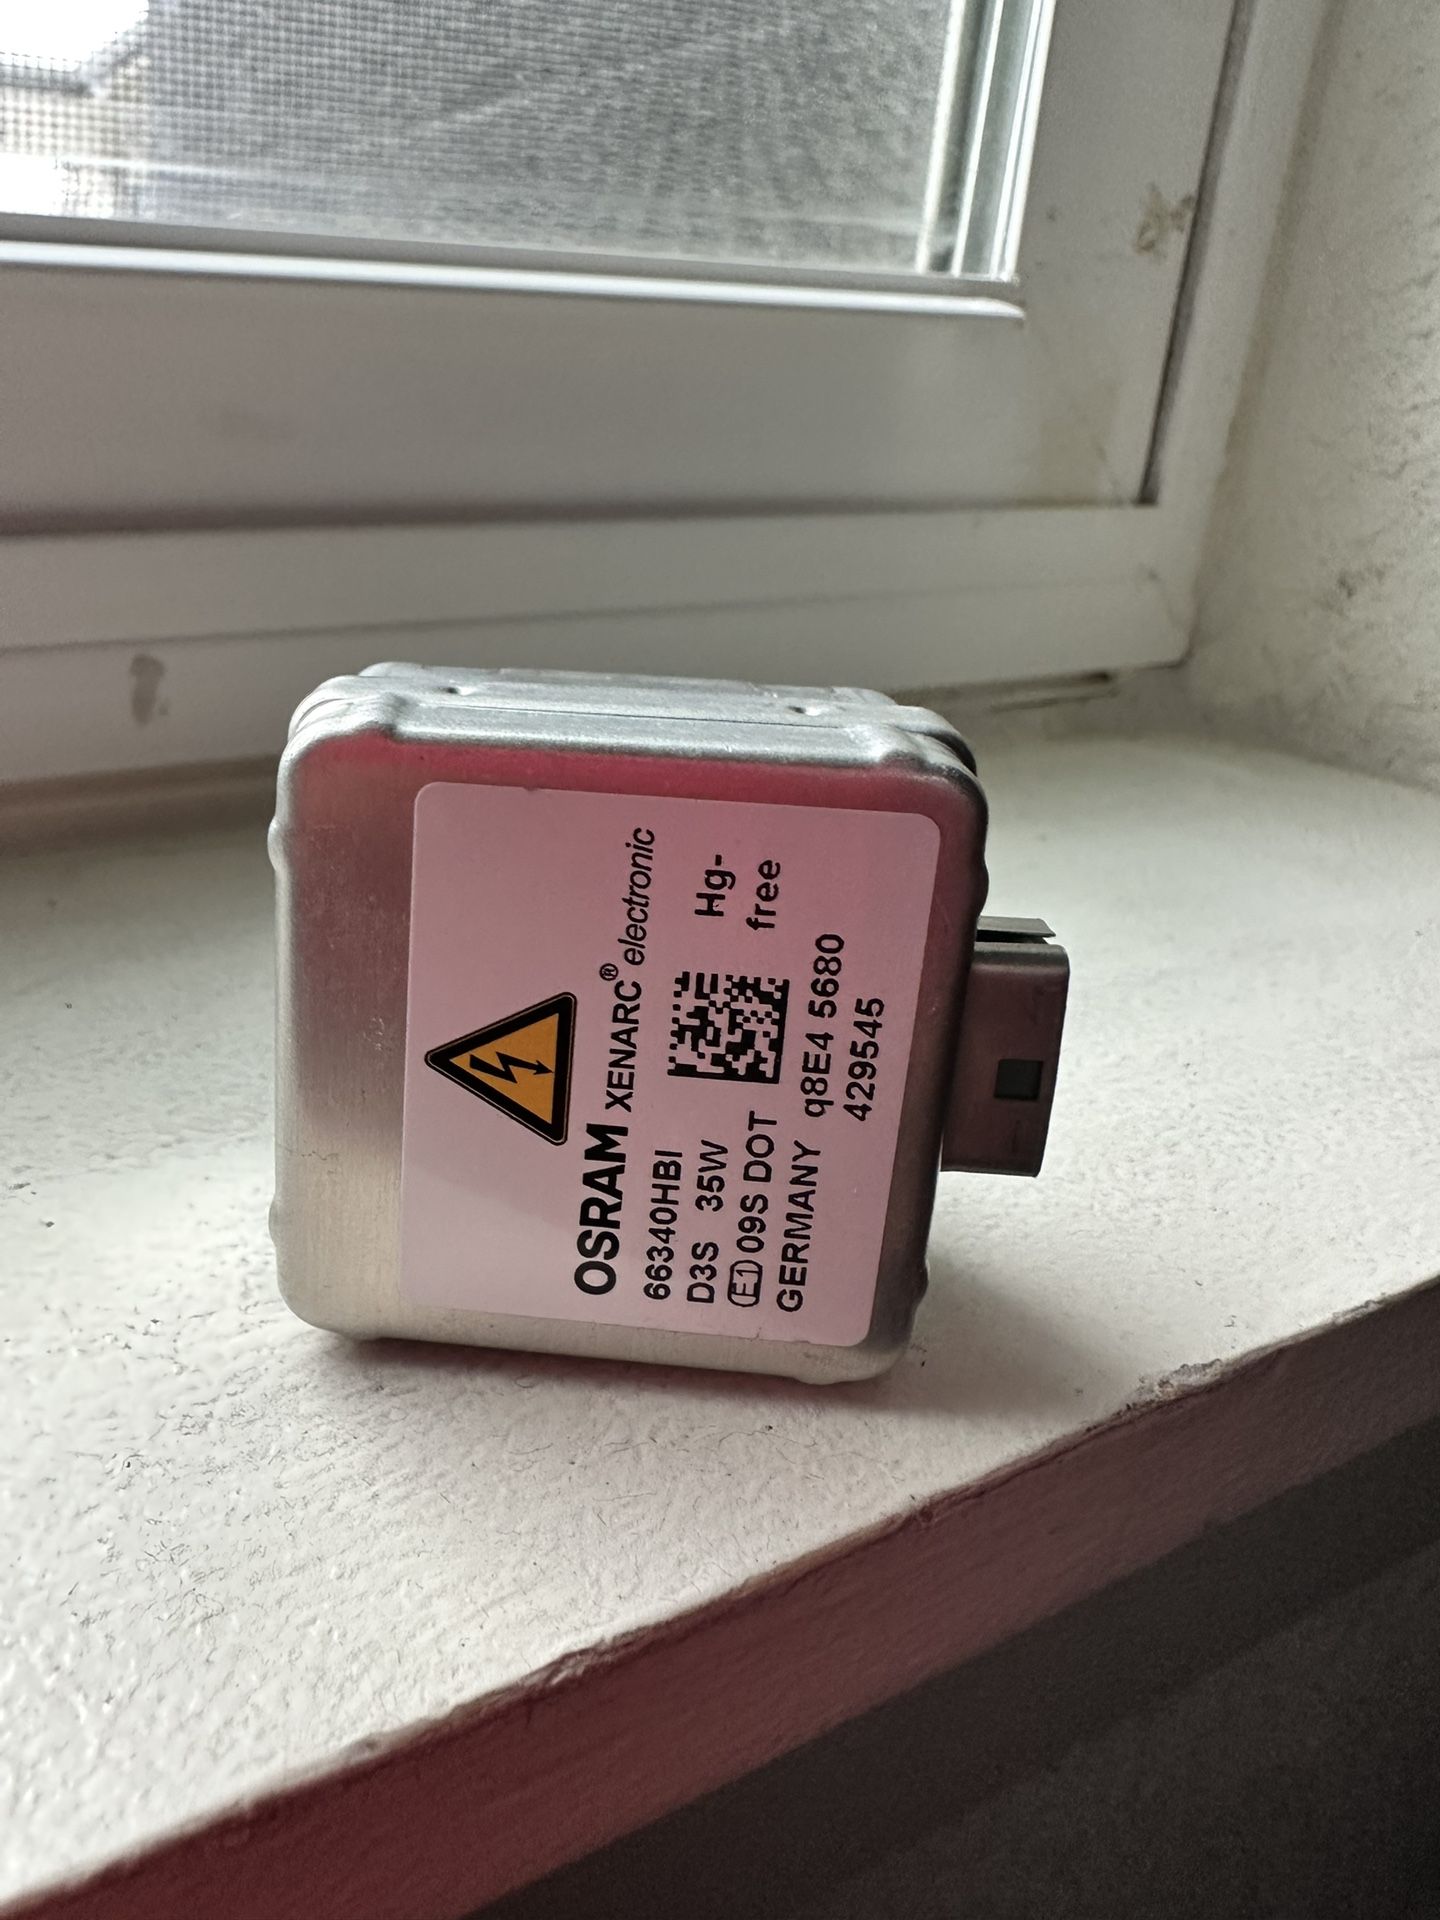 OSRAM XENARC® electronic
66340HBI
D3S 35W
Hg-
free
E1 09S DOT
GERMANY q8E4 5680
429545